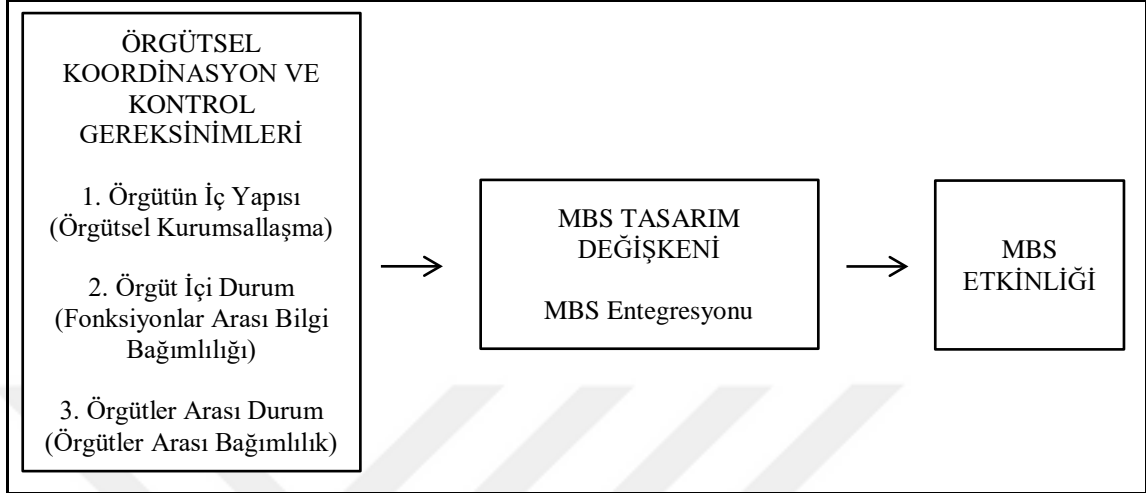 ÖRGÜTSEL
KOORDİNASYON VE
KONTROL
GEREKSİNİMLERİ
1. Örgütün İç Yapısı
(Örgütsel Kurumsallaşma)
2. Örgüt İçi Durum
(Fonksiyonlar Arası Bilgi
Bağımlılığı)
3. Örgütler Arası Durum
(Örgütler Arası Bağımlılık)
MBS TASARIM
DEĞİŞKENİ
MBS Entegresyonu
MBS
ETKİNLİĞİ